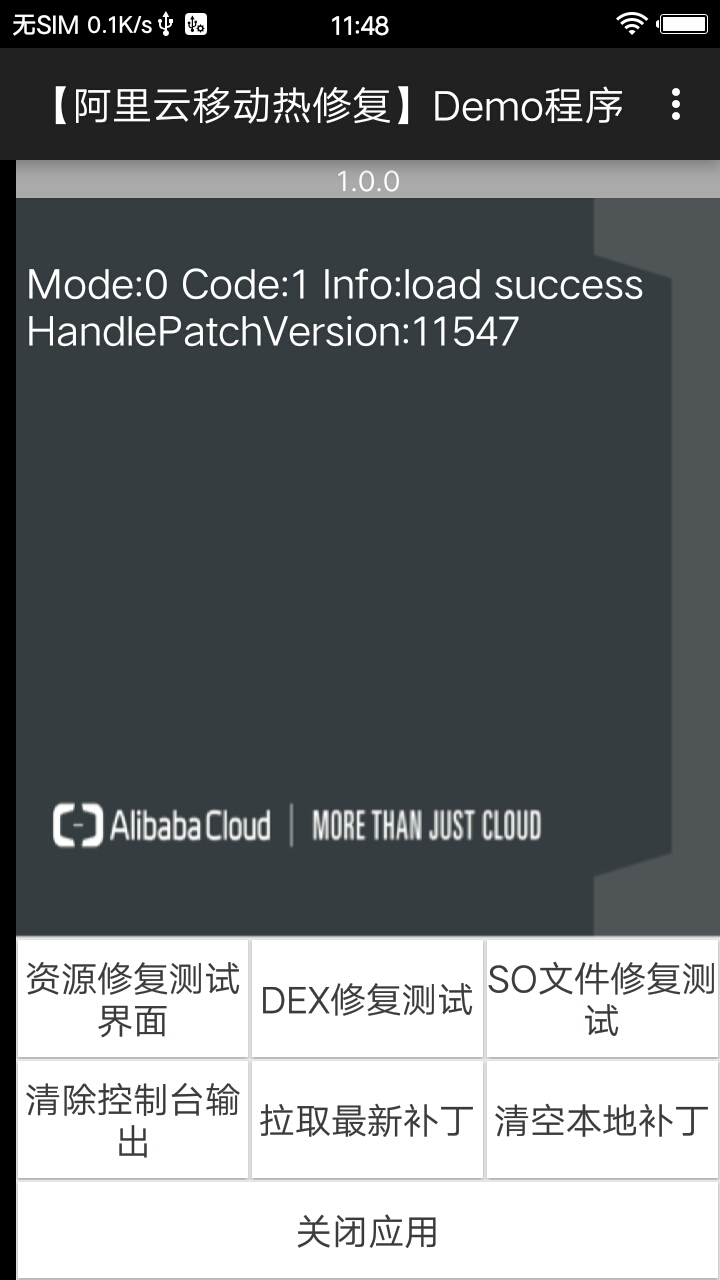 无SIM 0.1K/s
11:48
【阿里云移动热修复】Demo程序
1.0.0
Mode:0 Code:1 Info:load success
HandlePatchVersion:11547
Alibaba Cloud | MORE THAN JUST CLOUD
资源修复测试
界面
DEX修复测试
SO文件修复测
试
清除控制台输
出
拉取最新补丁
清空本地补丁
关闭应用